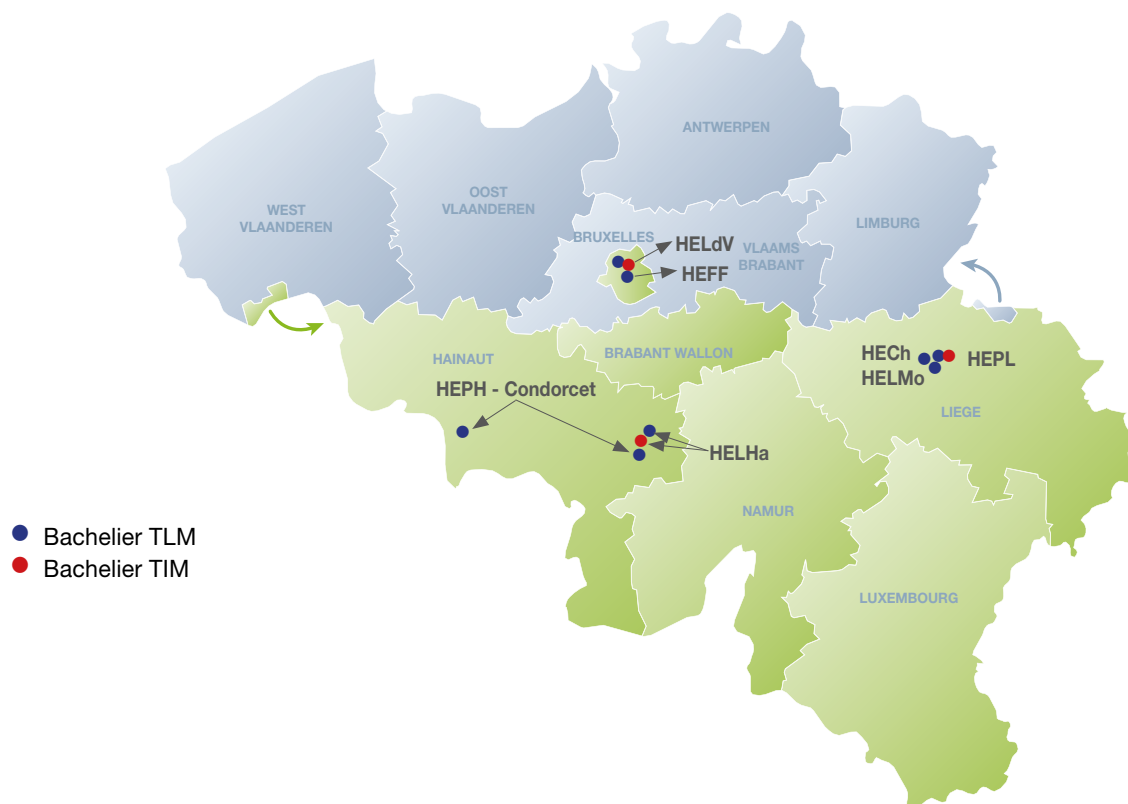 ANTWERPEN
WEST
VLAANDEREN
OOST
VLAANDEREN
LIMBURG
BRUXELLES
HELdV
VLAAMS
BRABANT
HEFF
HAINAUT
BRABANT WALLON
HECh
HEPL
HELMo
LIEGE
HEPH - Condorcet
HELHa
NAMUR
Bachelier TLM
Bachelier TIM
LUXEMBOURG